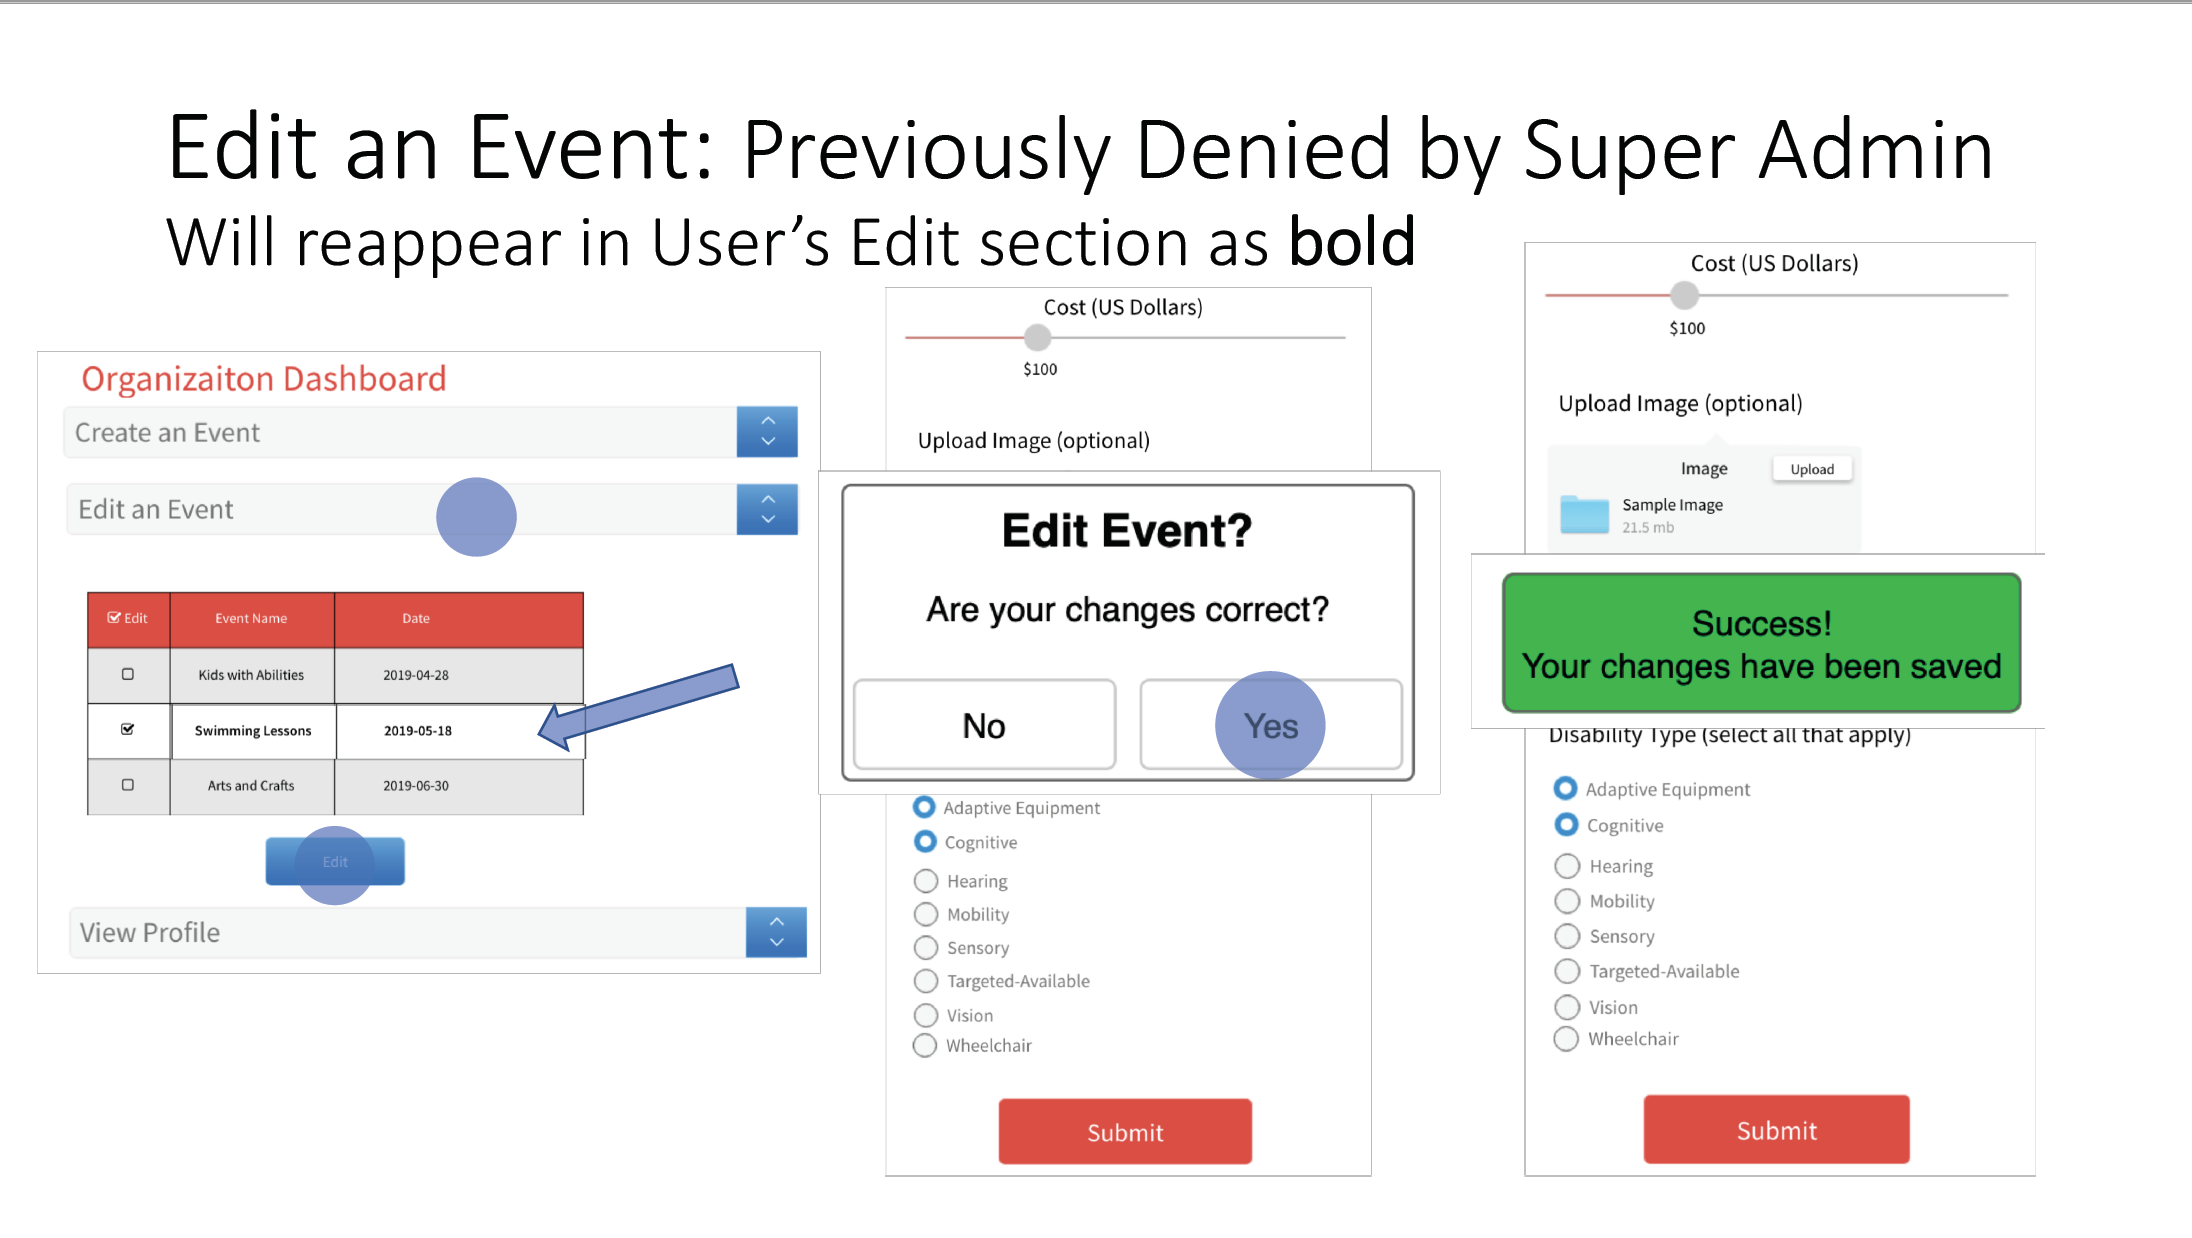 Edit an Event: Previously Denied by Super Admin
Will reappear in User's Edit section as bold
Organizaiton Dashboard
Create an Event
Edit an Event
Edit Event Name Date
Kids with Abilities 2019-04-28
Swimming Lessons 2019-05-18
Arts and Crafts 2019-06-30
Edit
View Profile
Cost (US Dollars)
$100
Upload Image (optional)
Edit Event?
Are your changes correct?
No Yes
Adaptive Equipment
Cognitive
Hearing
Mobility
Sensory
Targeted-Available
Vision
Wheelchair
Submit
Cost (US Dollars)
$100
Upload Image (optional)
Image Upload
Sample Image
21.5 mb
Success!
Your changes have been saved
Disability Type (select all that apply)
Adaptive Equipment
Cognitive
Hearing
Mobility
Sensory
Targeted-Available
Vision
Wheelchair
Submit